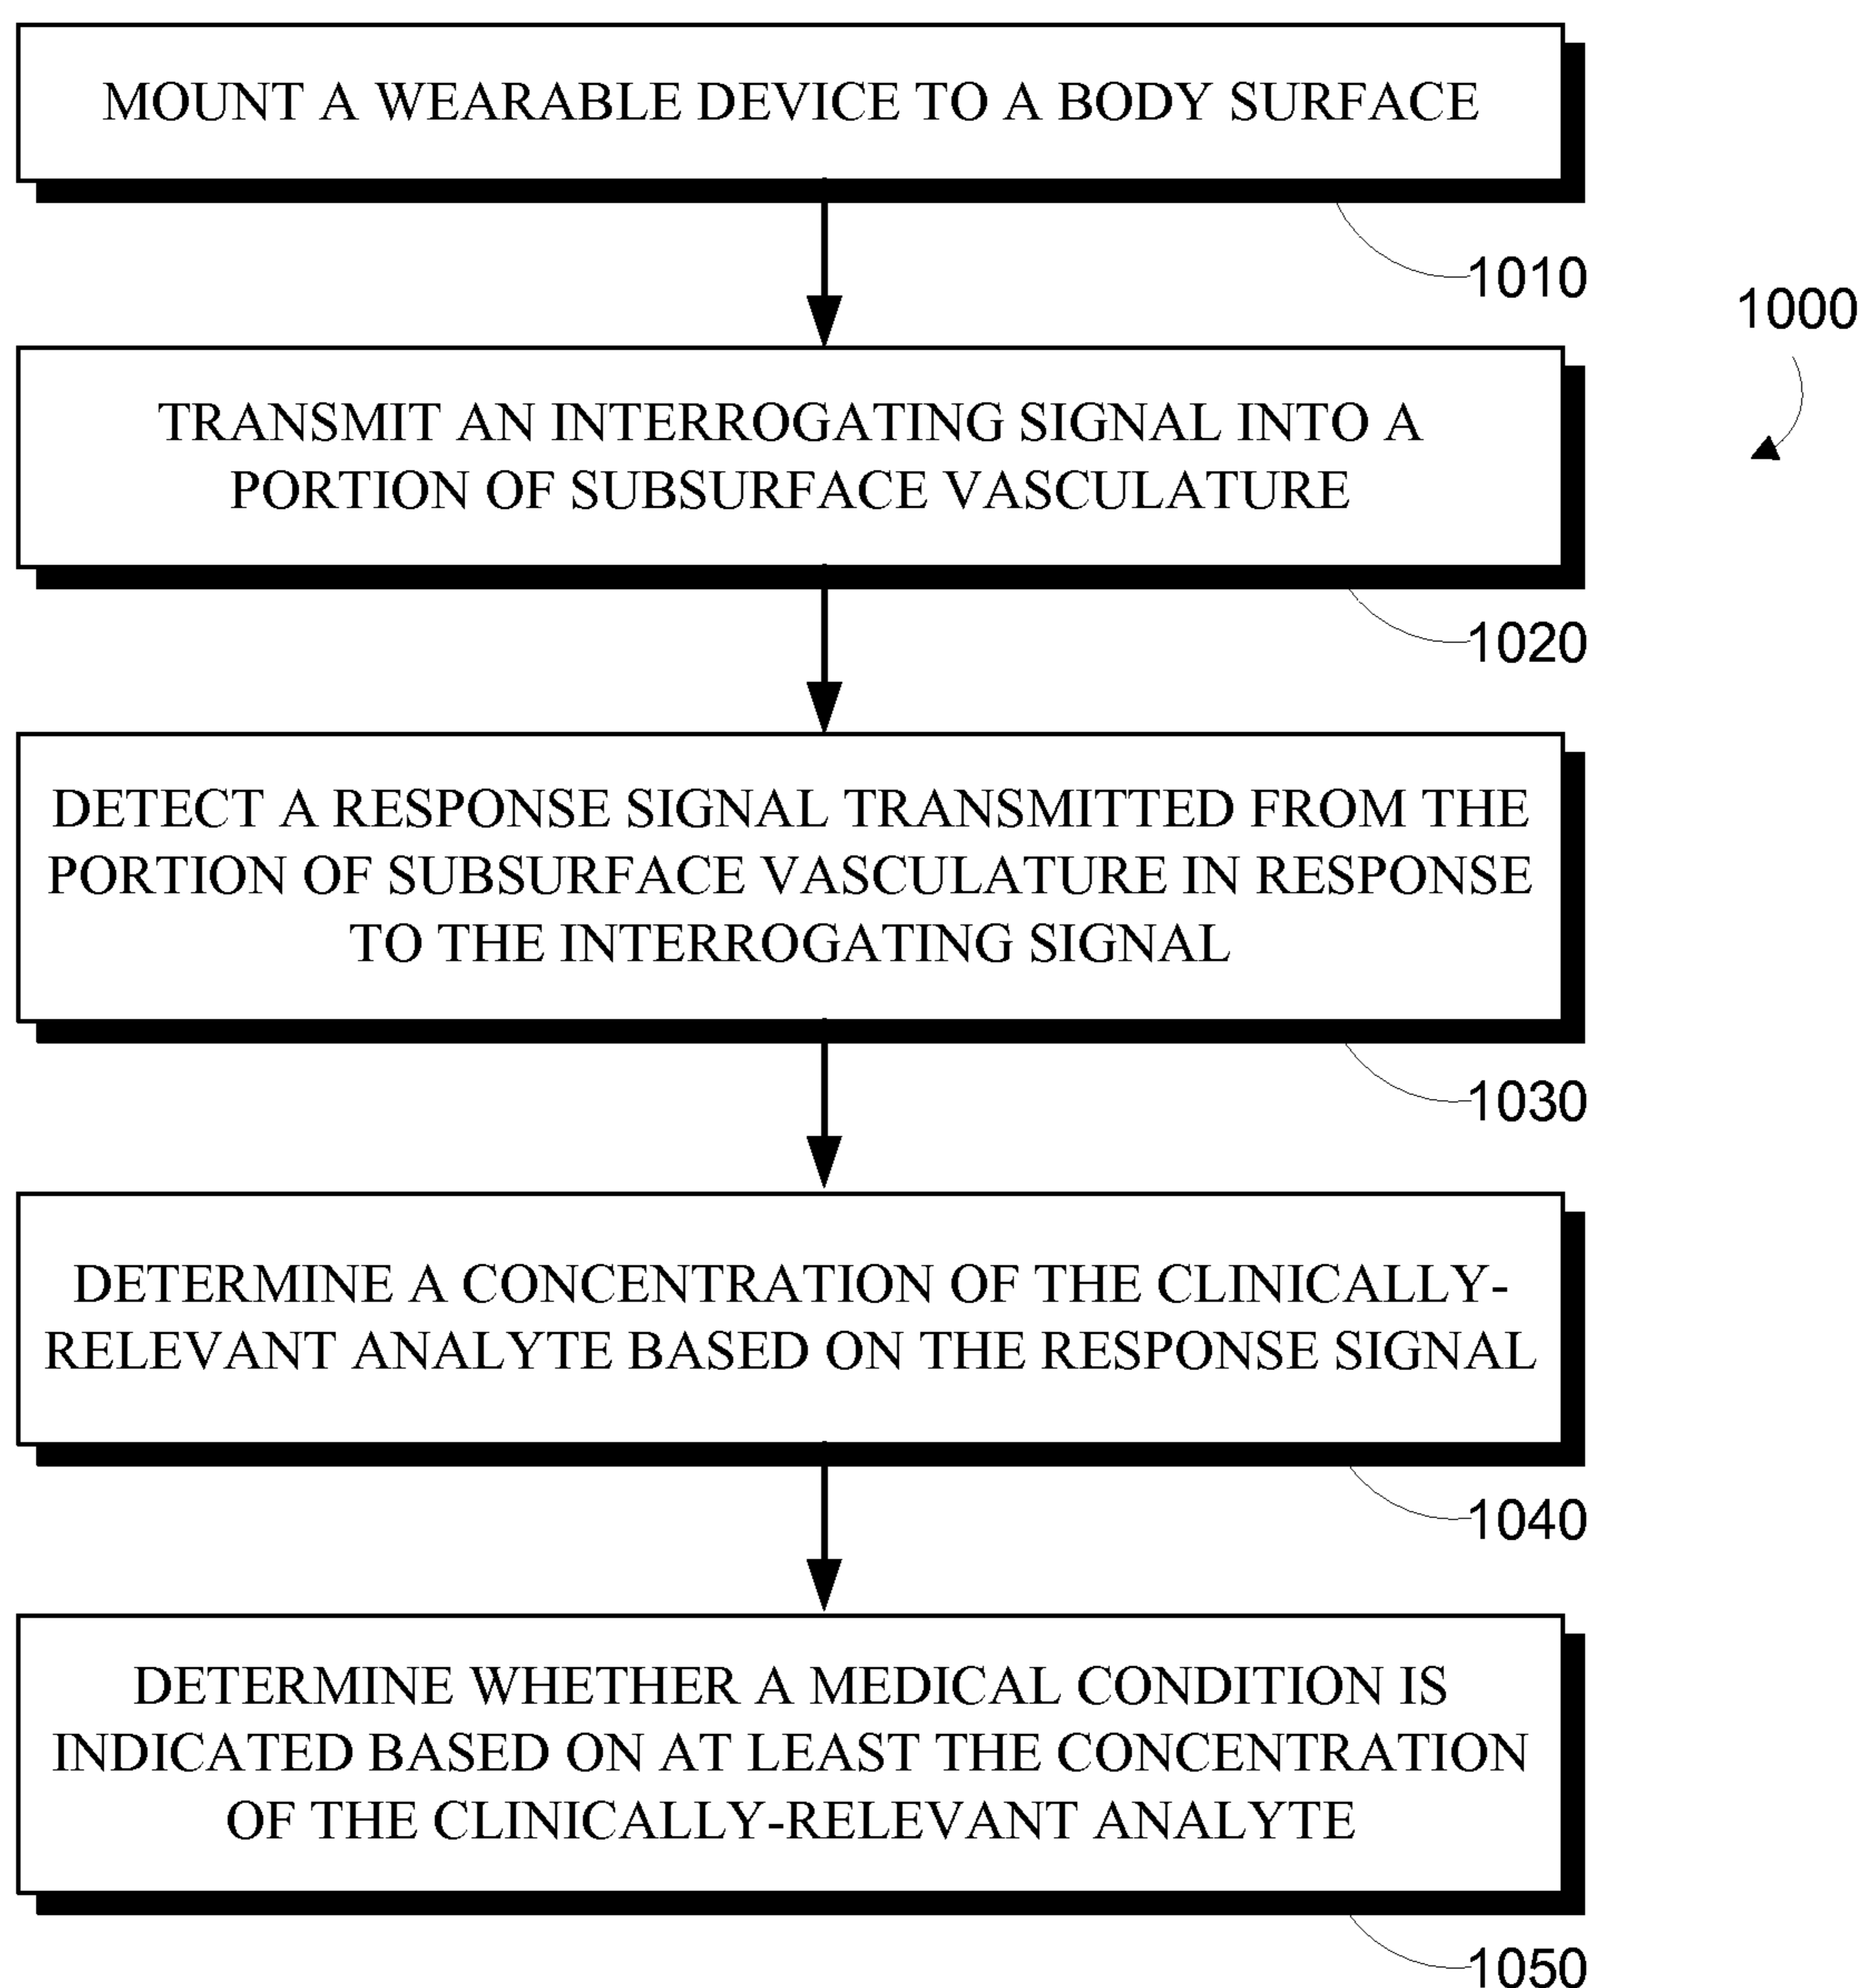 MOUNT A WEARABLE DEVICE TO A BODY SURFACE
1010
1000
TRANSMIT AN INTERROGATING SIGNAL INTO A
PORTION OF SUBSURFACE VASCULATURE
1020
DETECT A RESPONSE SIGNAL TRANSMITTED FROM THE
PORTION OF SUBSURFACE VASCULATURE IN RESPONSE
TO THE INTERROGATING SIGNAL
1030
DETERMINE A CONCENTRATION OF THE CLINICALLY-
RELEVANT ANALYTE BASED ON THE RESPONSE SIGNAL
1040
DETERMINE WHETHER A MEDICAL CONDITION IS
INDICATED BASED ON AT LEAST THE CONCENTRATION
OF THE CLINICALLY-RELEVANT ANALYTE
1050